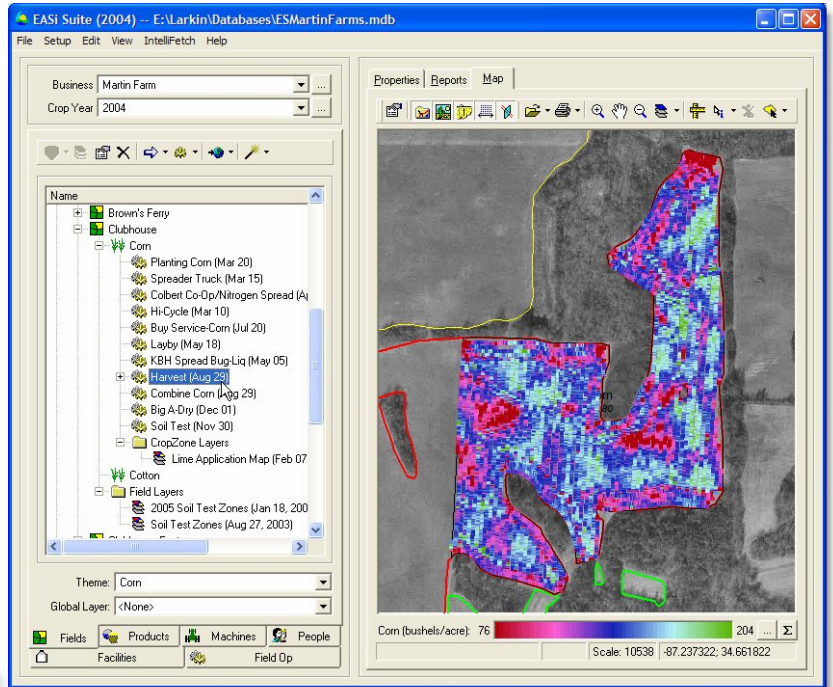 EASi Suite (2004) -- E:\Larkin\Databases\ESMartinFarms.mdb
File Setup Edit View IntelliFetch Help
Business Martin Farm ...
Crop Year 2004 ...
Name
Brown's Ferry
Clubhouse
Corn
Planting Corn (Mar 20)
Spreader Truck (Mar 15)
Colbert Co-Op/Nitrogen Spread (A
Hi-Cycle (Mar 10)
Buy Service-Corn (Jul 20)
Layby (May 18)
KBH Spread Bug-Liq (May 05)
Harvest (Aug 29)
Combine Corn (Aug 29)
Big A-Dry (Dec 01)
Soil Test (Nov 30)
CropZone Layers
Lime Application Map (Feb 07
Cotton
Field Layers
2005 Soil Test Zones (Jan 18, 200
Soil Test Zones (Aug 27, 2003)
Theme: Corn
Global Layer: <None>
Fields Products Machines People
Facilities Field Op
Properties Reports Map
Corn (bushels/acre): 76 204 ... Σ
Scale: 10538 -87.237322; 34.661822